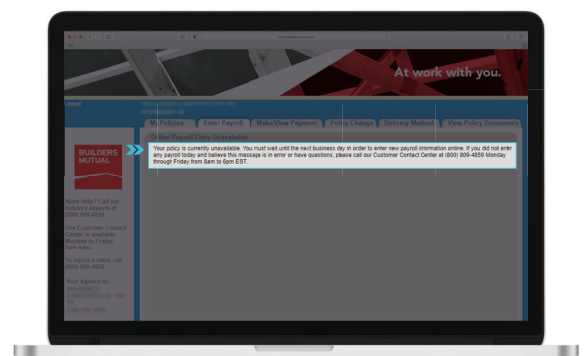 At work with you.
My Policies Enter Payroll Make/View Payment Policy Change Delivery Method View Policy Documents
Online Payroll Entry Unavailable
Your policy is currently unavailable. You must wait until the next business day in order to enter new payroll information online. If you did not enter
any payroll today and believe this message is in error or have questions, please call our Customer Contact Center at (800) 809-4859 Monday
through Friday from 8am to 6pm EST.
BUILDERS
MUTUAL
Need Help? Call our
industry experts at
(800) 809-4859
The Customer Contact
Center is available
Monday to Friday,
8am-6pm.
To report a claim call
Your Agency is: